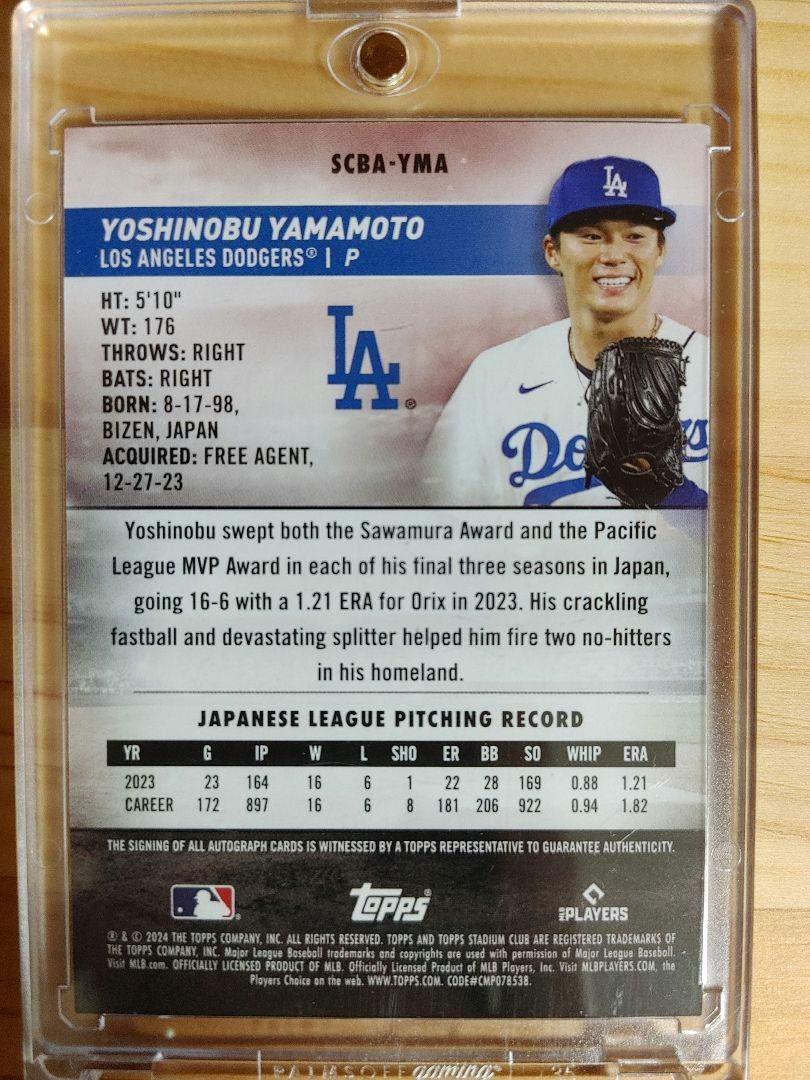 SCBA-YMA
YOSHINOBU YAMAMOTO
LOS ANGELES DODGERS® | P
HT: 5'10"
WT: 176
THROWS: RIGHT
BATS: RIGHT
BORN: 8-17-98,
BIZEN, JAPAN
ACQUIRED: FREE AGENT,
12-27-23
LA
LA ®
Do rs
Yoshinobu swept both the Sawamura Award and the Pacific
League MVP Award in each of his final three seasons in Japan,
going 16-6 with a 1.21 ERA for Orix in 2023. His crackling
fastball and devastating splitter helped him fire two no-hitters
in his homeland.
JAPANESE LEAGUE PITCHING RECORD
YR G IP W L SHO ER BB SO WHIP ERA
2023 23 164 16 6 1 22 28 169 0.88 1.21
CAREER 172 897 16 6 8 181 206 922 0.94 1.82
THE SIGNING OF ALL AUTOGRAPH CARDS IS WITNESSED BY A TOPPS REPRESENTATIVE TO GUARANTEE AUTHENTICITY.
topps® MLB PLAYERS
® & © 2024 THE TOPPS COMPANY, INC. ALL RIGHTS RESERVED. TOPPS AND TOPPS STADIUM CLUB ARE REGISTERED TRADEMARKS OF
THE TOPPS COMPANY, INC. Major League Baseball trademarks and copyrights are used with permission of Major League Baseball.
Visit MLB.com. OFFICIALLY LICENSED PRODUCT OF MLB. Officially Licensed Product of MLB Players, Inc. Visit MLBPLAYERS.COM, the
Players Choice on the web. WWW.TOPPS.COM. CODE#CMP078538.
gaming